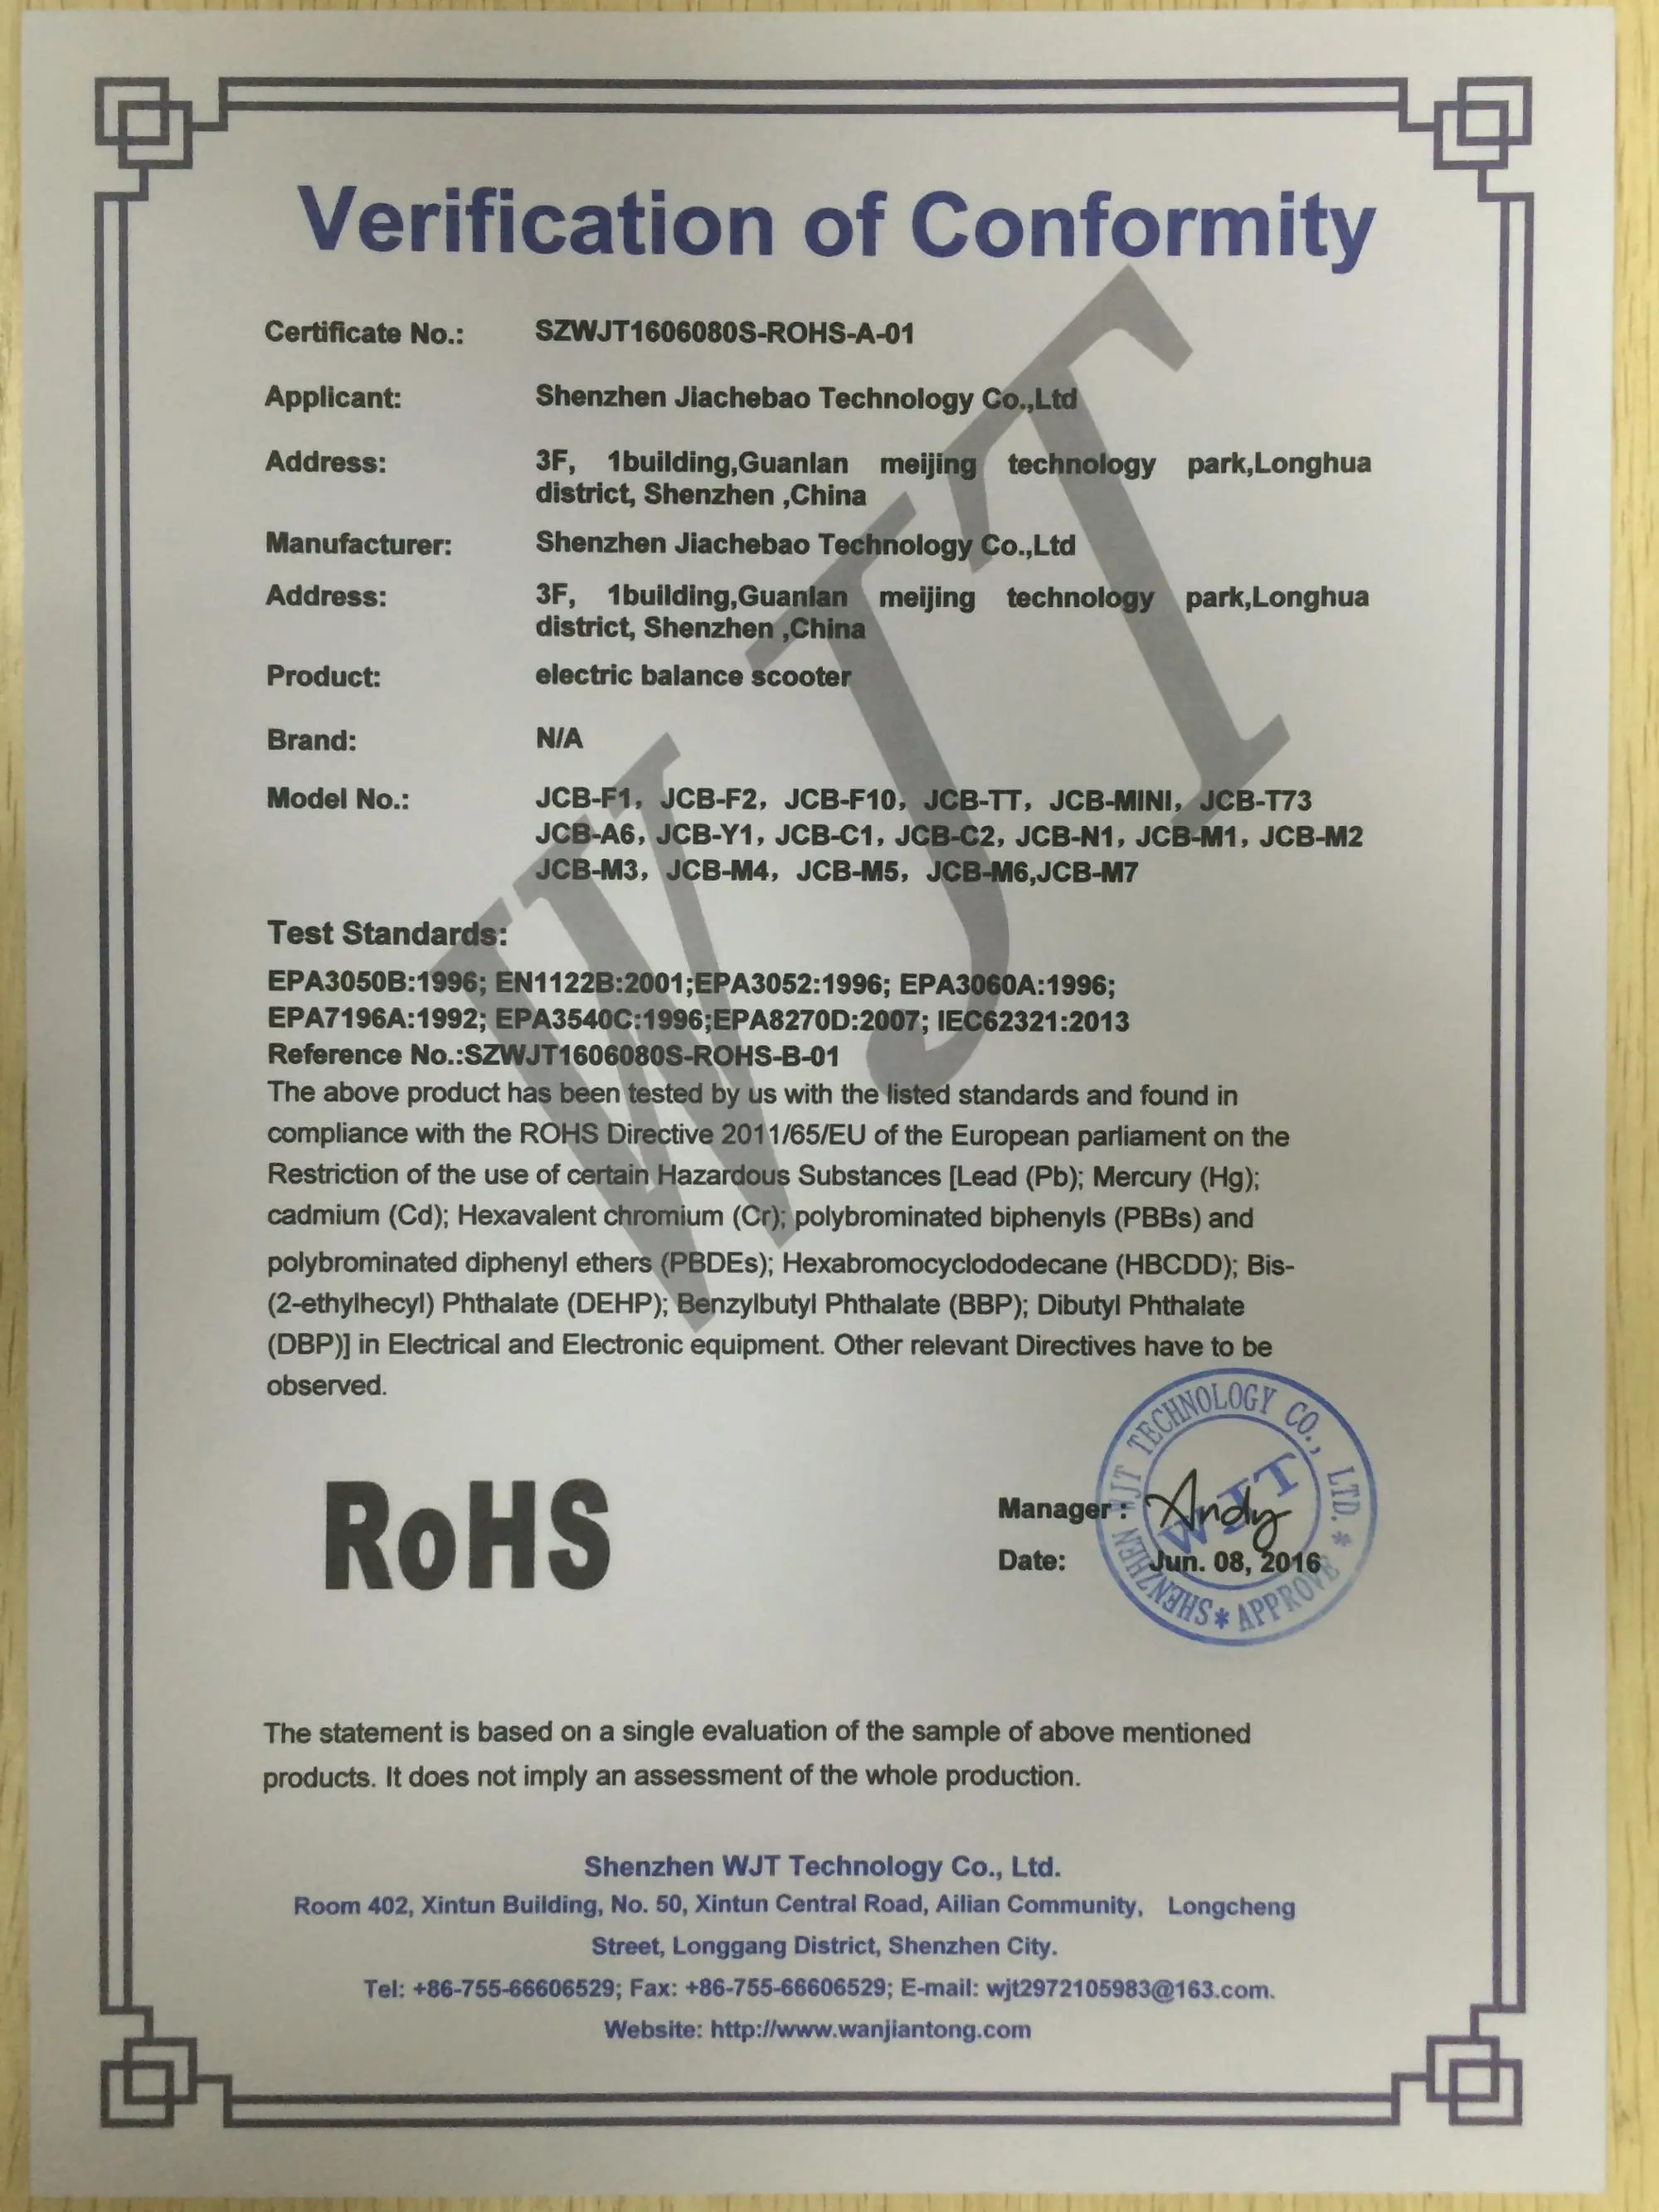 Verification of Conformity
Certificate No.: SZWJT1606080S-ROHS-A-01
Applicant: Shenzhen Jiachebao Technology Co.,Ltd
Address: 3F, 1building,Guanlan meijing technology park,Longhua
district, Shenzhen ,China
Manufacturer: Shenzhen Jiachebao Technology Co.,Ltd
Address: 3F, 1building,Guanlan meijing technology park,Longhua
district, Shenzhen ,China
Product: electric balance scooter
Brand: N/A
Model No.: JCB-F1, JCB-F2, JCB-F10, JCB-TT, JCB-MINI, JCB-T73
JCB-A6, JCB-Y1, JCB-C1, JCB-C2, JCB-N1, JCB-M1, JCB-M2
JCB-M3, JCB-M4, JCB-M5, JCB-M6,JCB-M7
Test Standards:
EPA3050B:1996; EN1122B:2001;EPA3052:1996; EPA3060A:1996;
EPA7196A:1992; EPA3540C:1996;EPA8270D:2007; IEC62321:2013
Reference No.:SZWJT1606080S-ROHS-B-01
The above product has been tested by us with the listed standards and found in
compliance with the ROHS Directive 2011/65/EU of the European parliament on the
Restriction of the use of certain Hazardous Substances [Lead (Pb); Mercury (Hg);
cadmium (Cd); Hexavalent chromium (Cr); polybrominated biphenyls (PBBs) and
polybrominated diphenyl ethers (PBDEs); Hexabromocyclododecane (HBCDD); Bis-
(2-ethylhecyl) Phthalate (DEHP); Benzylbutyl Phthalate (BBP); Dibutyl Phthalate
(DBP)] in Electrical and Electronic equipment. Other relevant Directives have to be
observed.
WJT
RoHS
Manager: Andy
Date: Jun. 08, 2016
SHENZHEN WJT TECHNOLOGY CO., LTD.
* APPROVE *
WJT
The statement is based on a single evaluation of the sample of above mentioned
products. It does not imply an assessment of the whole production.
Shenzhen WJT Technology Co., Ltd.
Room 402, Xintun Building, No. 50, Xintun Central Road, Ailian Community, Longcheng
Street, Longgang District, Shenzhen City.
Tel: +86-755-66606529; Fax: +86-755-66606529; E-mail: wjt2972105983@163.com.
Website: http://www.wanjiantong.com